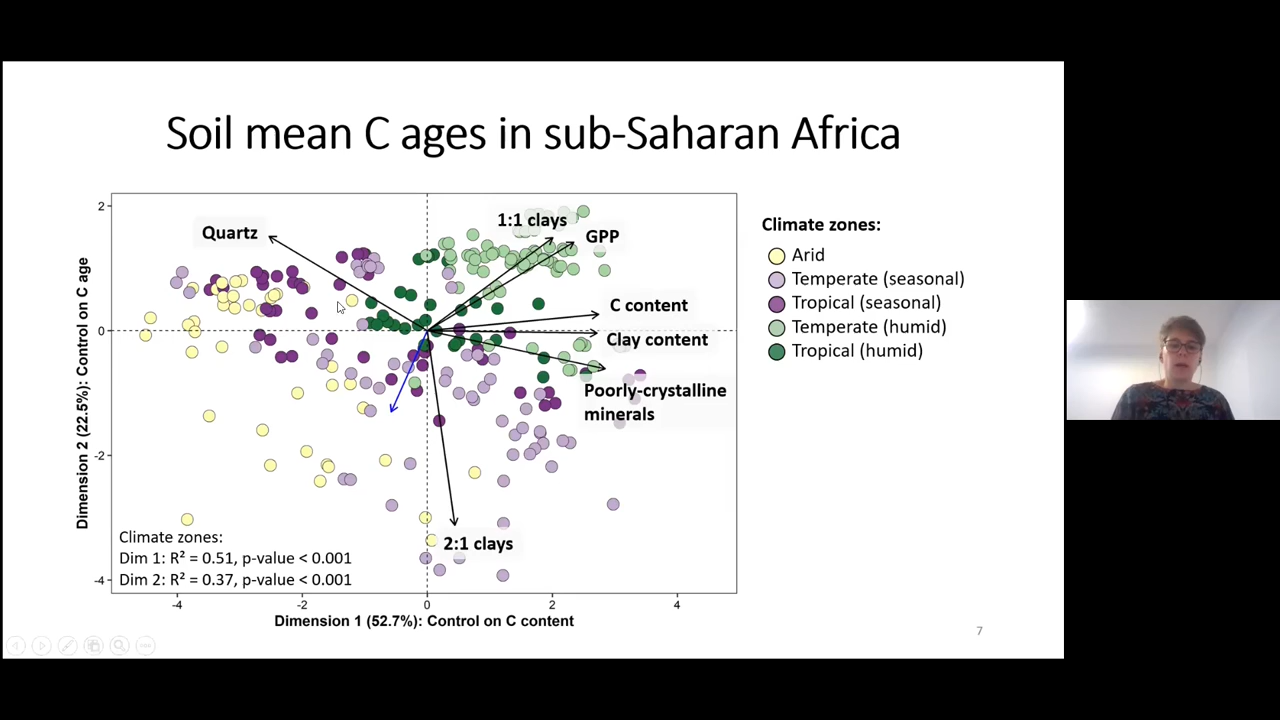 Soil mean C ages in sub-Saharan Africa
2
0
-2
-4
Dimension 2 (22.5%): Control on C age
Quartz
1:1 clays
GPP
C content
Clay content
Poorly-crystalline
minerals
2:1 clays
Climate zones:
Dim 1: R² = 0.51, p-value < 0.001
Dim 2: R² = 0.37, p-value < 0.001
-4
-2
0
2
4
Dimension 1 (52.7%): Control on C content
Climate zones:
Arid
Temperate (seasonal)
Tropical (seasonal)
Temperate (humid)
Tropical (humid)
7